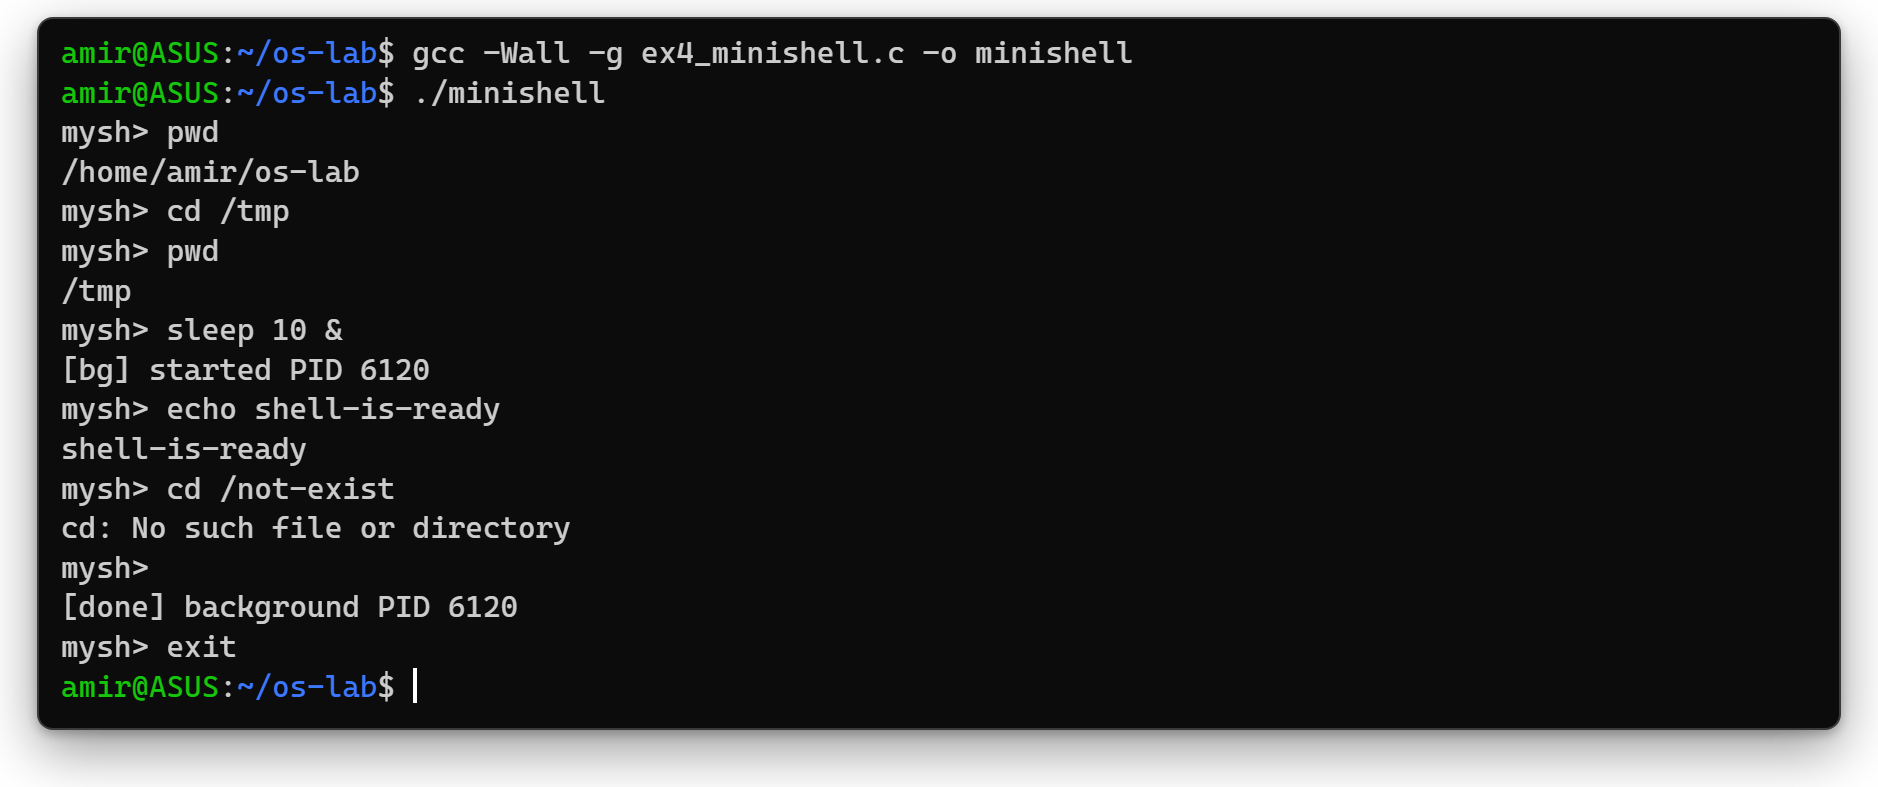 amir@ASUS:~/os-lab$ gcc -Wall -g ex4_minishell.c -o minishell
amir@ASUS:~/os-lab$ ./minishell
mysh> pwd
/home/amir/os-lab
mysh> cd /tmp
mysh> pwd
/tmp
mysh> sleep 10 &
[bg] started PID 6120
mysh> echo shell-is-ready
shell-is-ready
mysh> cd /not-exist
cd: No such file or directory
mysh>
[done] background PID 6120
mysh> exit
amir@ASUS:~/os-lab$